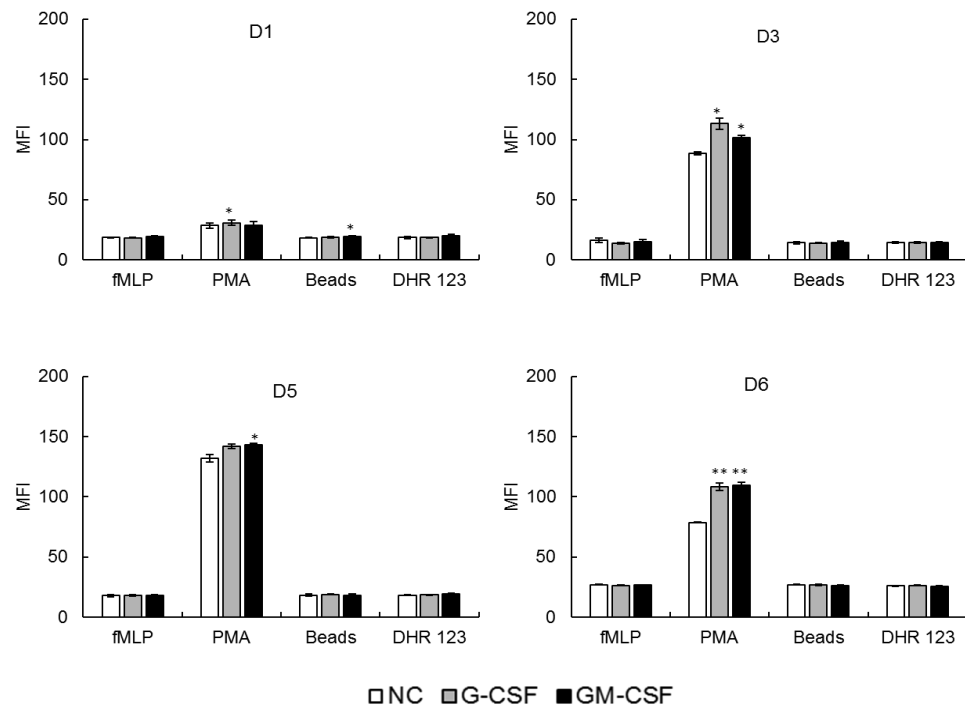 D1
200
150
100
50
0
MFI
*
*
fMLP PMA Beads DHR 123
D3
200
150
100
50
0
MFI
*
*
fMLP PMA Beads DHR 123
D5
200
150
100
50
0
MFI
*
fMLP PMA Beads DHR 123
D6
200
150
100
50
0
MFI
** **
fMLP PMA Beads DHR 123
NC G-CSF GM-CSF